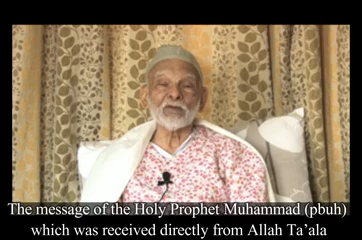 The message of the Holy Prophet Muhammad (pbuh)
which was received directly from Allah Ta'ala